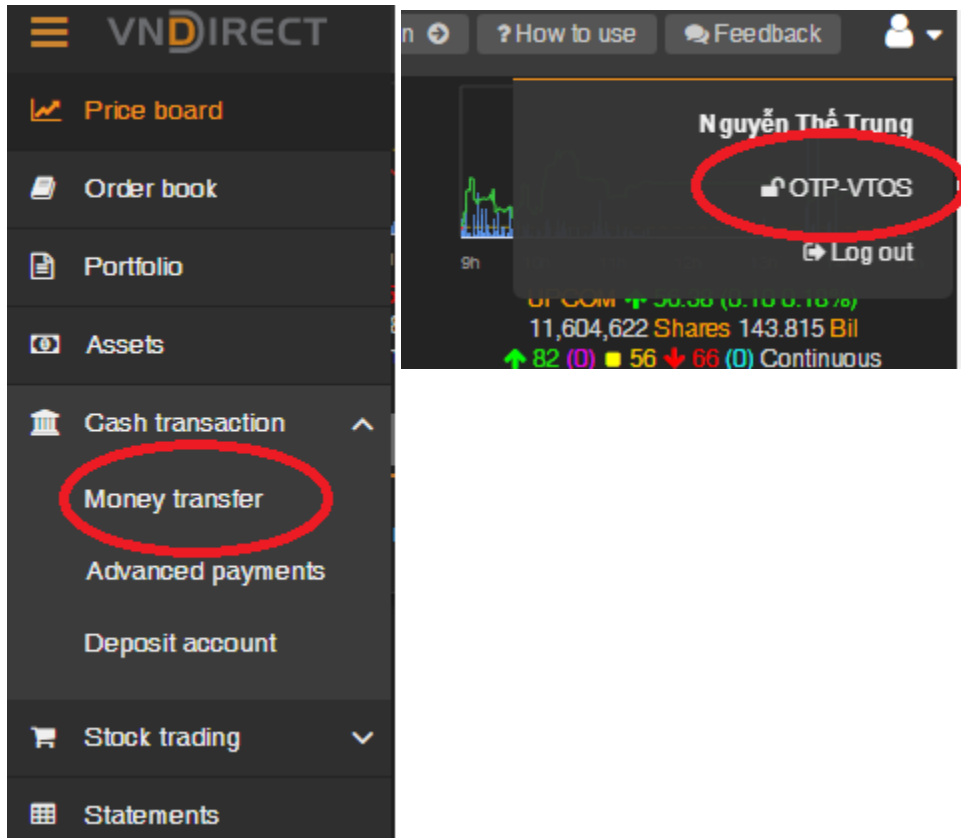 VNDIRECT
Price board
Order book
Portfolio
Assets
Cash transaction
Money transfer
Advanced payments
Deposit account
Stock trading
Statements
n ? How to use Feedback
Nguyễn Thế Trung
OTP-VTOS
Log out
9h
11,604,622 Shares 143.815 Bil
82 (0) 56 66 (0) Continuous